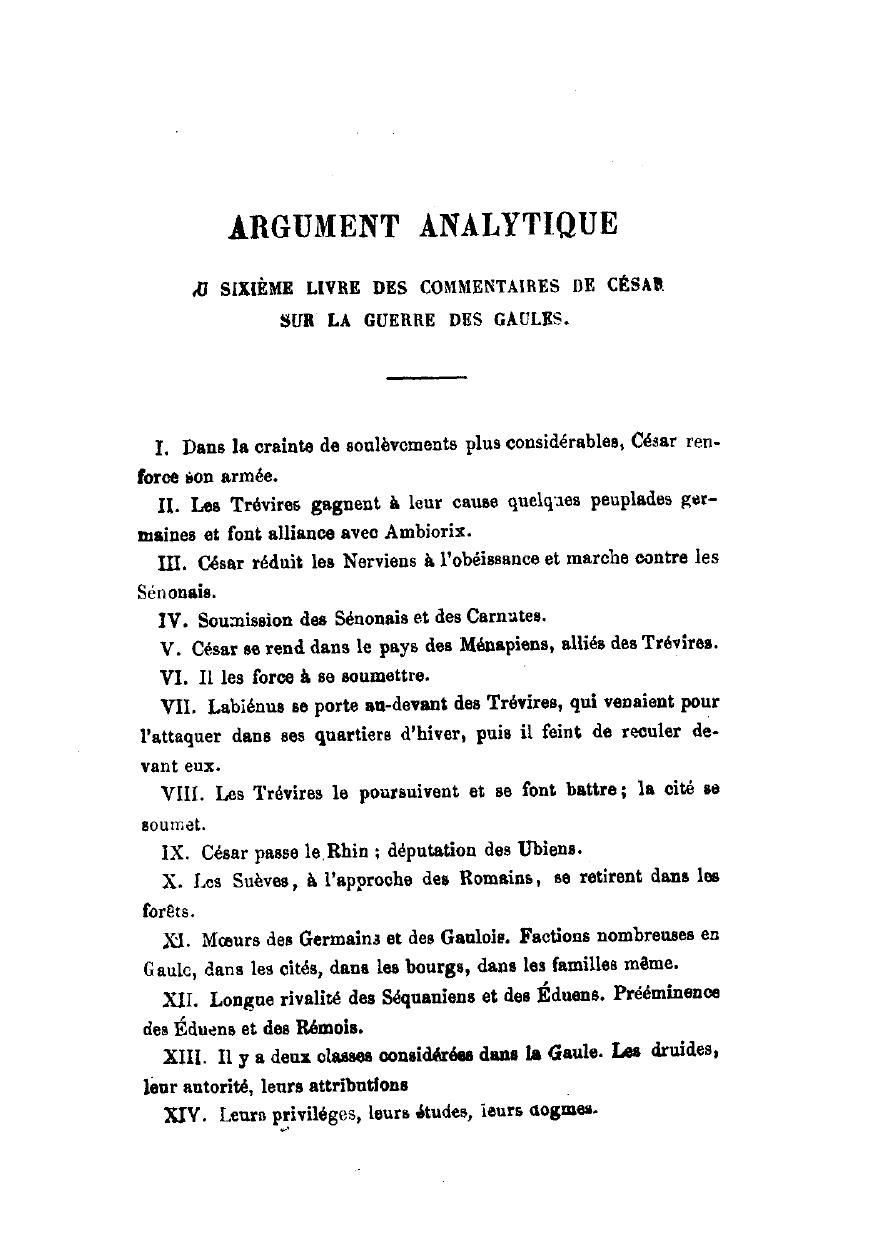 ARGUMENT ANALYTIQUE
DU SIXIÈME LIVRE DES COMMENTAIRES DE CÉSAR
SUR LA GUERRE DES GAULES.
I. Dans la crainte de soulèvements plus considérables, César ren-
force son armée.
II. Les Trévires gagnent à leur cause quelques peuplades ger-
maines et font alliance avec Ambiorix.
III. César réduit les Nerviens à l'obéissance et marche contre les
Sénonais.
IV. Soumission des Sénonais et des Carnutes.
V. César se rend dans le pays des Ménapiens, alliés des Trévires.
VI. Il les force à se soumettre.
VII. Labiénus se porte au-devant des Trévires, qui venaient pour
l'attaquer dans ses quartiers d'hiver, puis il feint de reculer de-
vant eux.
VIII. Les Trévires le poursuivent et se font battre; la cité se
soumet.
IX. César passe le Rhin ; députation des Ubiens.
X. Les Suèves, à l'approche des Romains, se retirent dans les
forêts.
XI. Mœurs des Germains et des Gaulois. Factions nombreuses en
Gaule, dans les cités, dans les bourgs, dans les familles même.
XII. Longue rivalité des Séquaniens et des Éduens. Prééminence
des Éduens et des Rémois.
XIII. Il y a deux classes considérées dans la Gaule. Les druides,
leur autorité, leurs attributions
XIV. Leurs priviléges, leurs études, leurs dogmes.